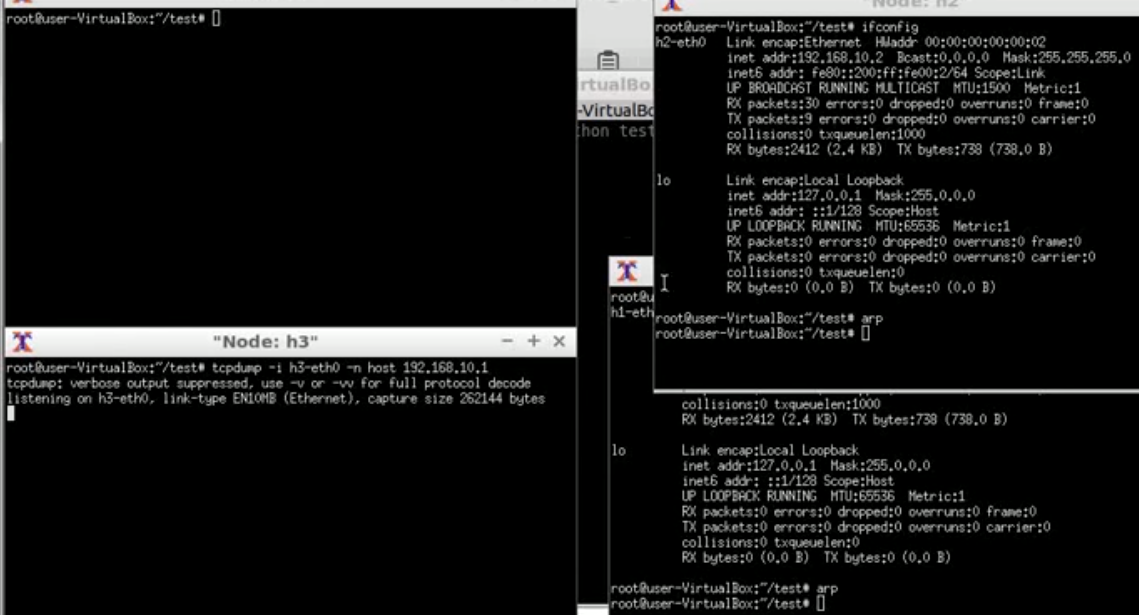 root@user-VirtualBox:~/test#
"Node: h3"
root@user-VirtualBox:~/test# tcpdump -i h3-eth0 -n host 192.168.10.1
tcpdump: verbose output suppressed, use -v or -vv for full protocol decode
listening on h3-eth0, link-type EN10MB (Ethernet), capture size 262144 bytes
rtualBo
-VirtualBo
thon test
"Node: h2"
root@user-VirtualBox:~/test# ifconfig
h2-eth0 Link encap:Ethernet HWaddr 00:00:00:00:00:02
inet addr:192.168.10.2 Bcast:0.0.0.0 Mask:255.255.255.0
inet6 addr: fe80::200:ff:fe00:2/64 Scope:Link
UP BROADCAST RUNNING MULTICAST MTU:1500 Metric:1
RX packets:30 errors:0 dropped:0 overruns:0 frame:0
TX packets:9 errors:0 dropped:0 overruns:0 carrier:0
collisions:0 txqueuelen:1000
RX bytes:2412 (2.4 KB) TX bytes:738 (738.0 B)
lo Link encap:Local Loopback
inet addr:127.0.0.1 Mask:255.0.0.0
inet6 addr: ::1/128 Scope:Host
UP LOOPBACK RUNNING MTU:65536 Metric:1
RX packets:0 errors:0 dropped:0 overruns:0 frame:0
TX packets:0 errors:0 dropped:0 overruns:0 carrier:0
collisions:0 txqueuelen:0
RX bytes:0 (0.0 B) TX bytes:0 (0.0 B)
root@user-VirtualBox:~/test# arp
root@user-VirtualBox:~/test#
root@u
h1-eth
collisions:0 txqueuelen:1000
RX bytes:2412 (2.4 KB) TX bytes:738 (738.0 B)
lo Link encap:Local Loopback
inet addr:127.0.0.1 Mask:255.0.0.0
inet6 addr: ::1/128 Scope:Host
UP LOOPBACK RUNNING MTU:65536 Metric:1
RX packets:0 errors:0 dropped:0 overruns:0 frame:0
TX packets:0 errors:0 dropped:0 overruns:0 carrier:0
collisions:0 txqueuelen:0
RX bytes:0 (0.0 B) TX bytes:0 (0.0 B)
root@user-VirtualBox:~/test# arp
root@user-VirtualBox:~/test#